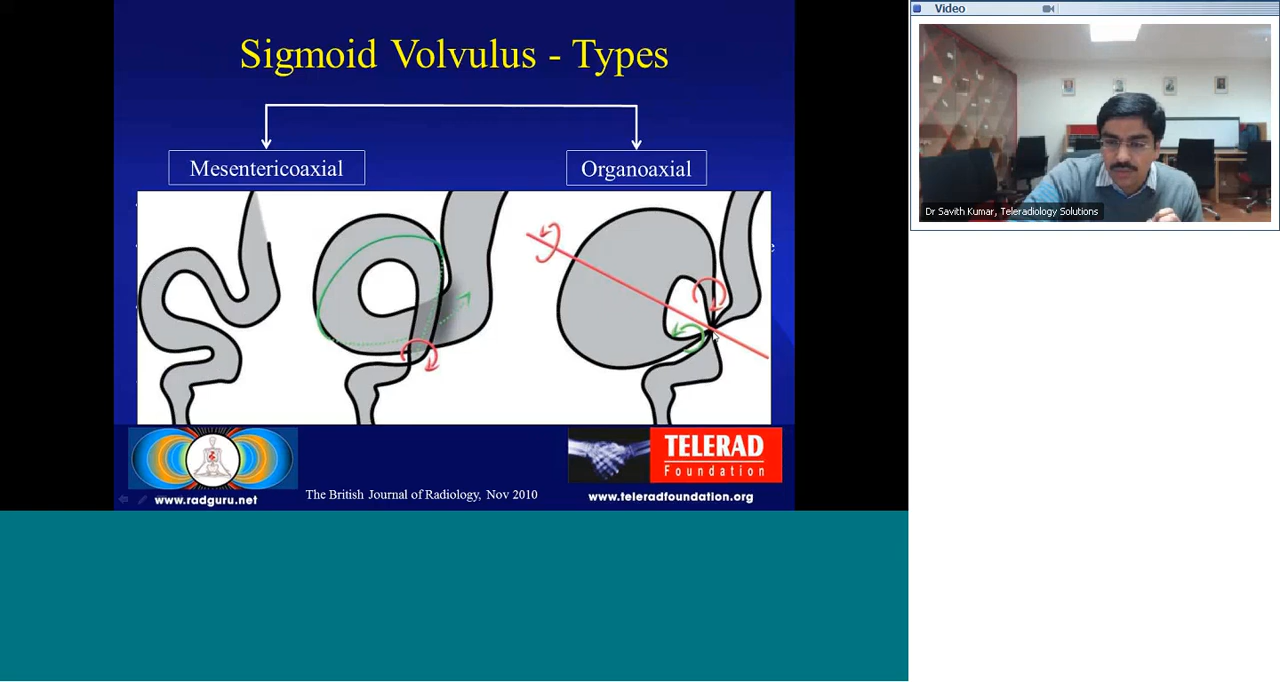 Sigmoid Volvulus - Types
Mesentericoaxial
Organoaxial
www.radguru.net
The British Journal of Radiology, Nov 2010
TELERAD
Foundation
www.teleradfoundation.org
Video
Dr Savith Kumar, Teleradiology Solutions